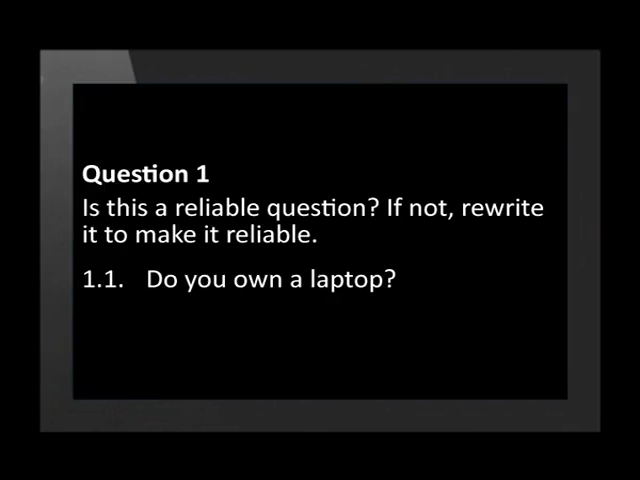 Question 1
Is this a reliable question? If not, rewrite
it to make it reliable.
1.1. Do you own a laptop?